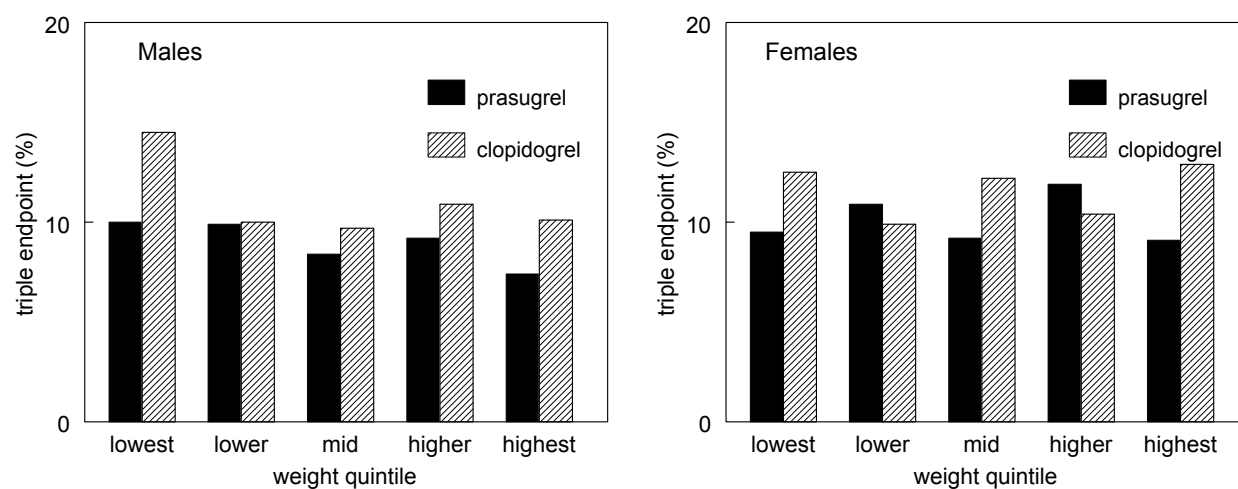 20
Males
prasugrel
clopidogrel
triple endpoint (%)
10
0
lowest lower mid higher highest
weight quintile
20
Females
prasugrel
clopidogrel
triple endpoint (%)
10
0
lowest lower mid higher highest
weight quintile